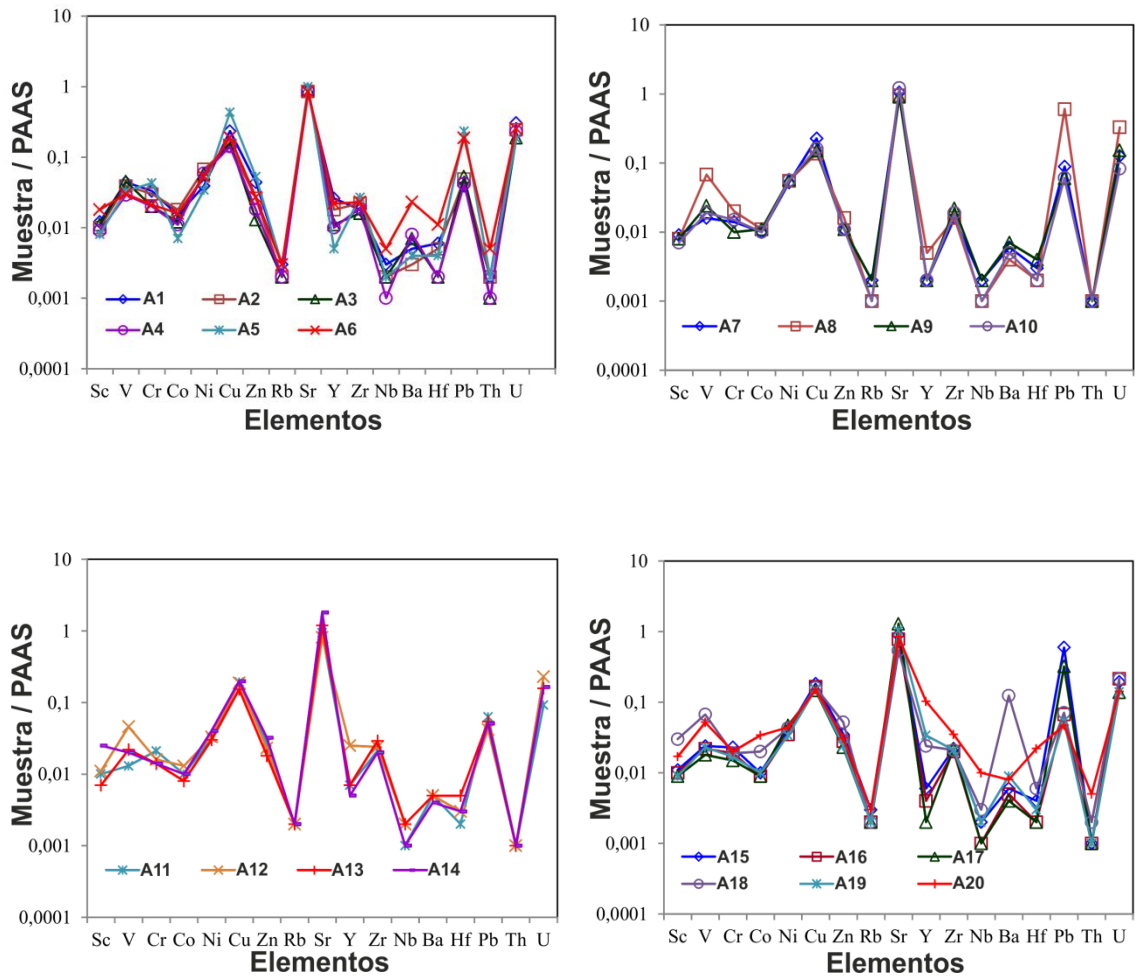 10
1
0,1
0,01
0,001
0,0001
Muestra / PAAS
A1 A2 A3
A4 A5 A6
Sc V Cr Co Ni Cu Zn Rb Sr Y Zr Nb Ba Hf Pb Th U
Elementos
10
1
0,1
0,01
0,001
0,0001
Muestra / PAAS
A7 A8 A9 A10
Sc V Cr Co Ni Cu Zn Rb Sr Y Zr Nb Ba Hf Pb Th U
Elementos
10
1
0,1
0,01
0,001
0,0001
Muestra / PAAS
A11 A12 A13 A14
Sc V Cr Co Ni Cu Zn Rb Sr Y Zr Nb Ba Hf Pb Th U
Elementos
10
1
0,1
0,01
0,001
0,0001
Muestra / PAAS
A15 A16 A17
A18 A19 A20
Sc V Cr Co Ni Cu Zn Rb Sr Y Zr Nb Ba Hf Pb Th U
Elementos